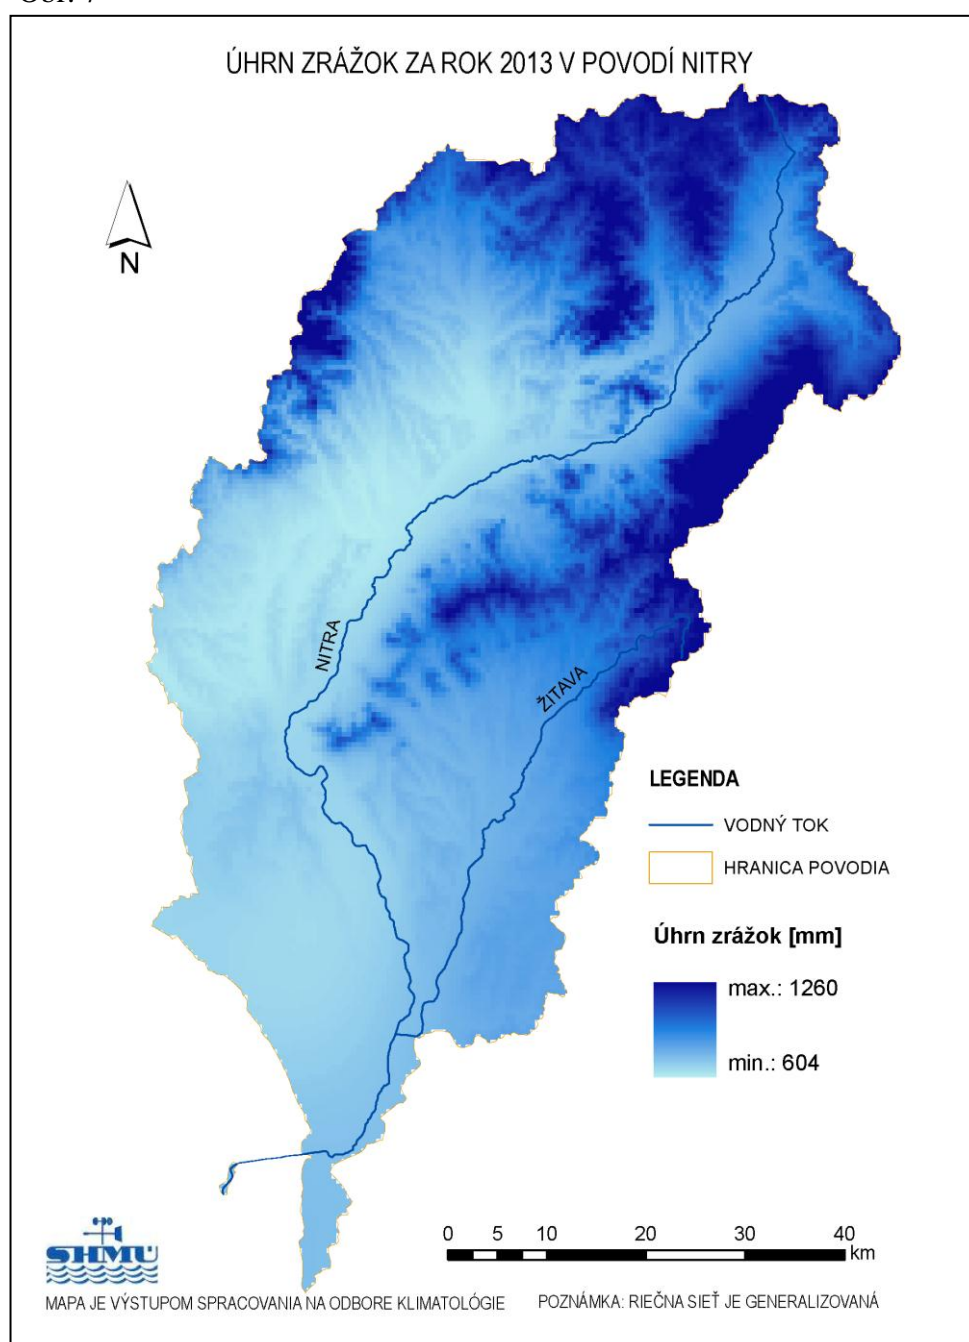 ÚHRN ZRÁŽOK ZA ROK 2013 V POVODÍ NITRY
N
NITRA
ŽITAVA
LEGENDA
VODNÝ TOK
HRANICA POVODIA
Úhrn zrážok [mm]
max.: 1260
min.: 604
SHMÚ
0 5 10 20 30 40
km
MAPA JE VÝSTUPOM SPRACOVANIA NA ODBORE KLIMATOLÓGIE
POZNÁMKA: RIEČNA SIEŤ JE GENERALIZOVANÁ